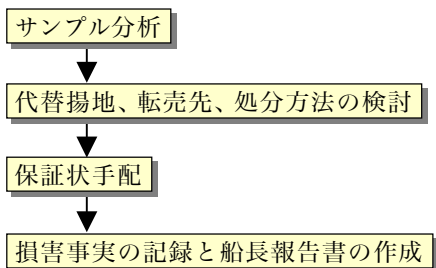 サンプル分析
代替揚地、転売先、処分方法の検討
保証状手配
損害事実の記録と船長報告書の作成